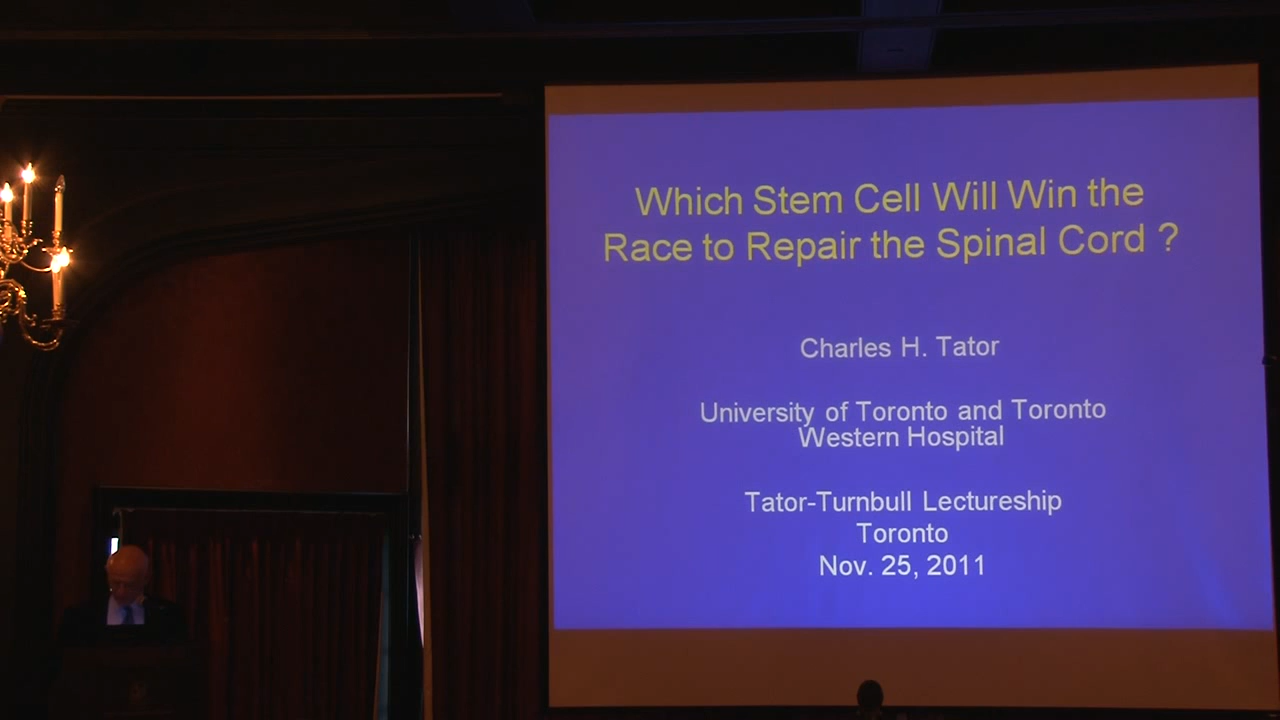 Which Stem Cell Will Win the
Race to Repair the Spinal Cord ?
Charles H. Tator
University of Toronto and Toronto
Western Hospital
Tator-Turnbull Lectureship
Toronto
Nov. 25, 2011